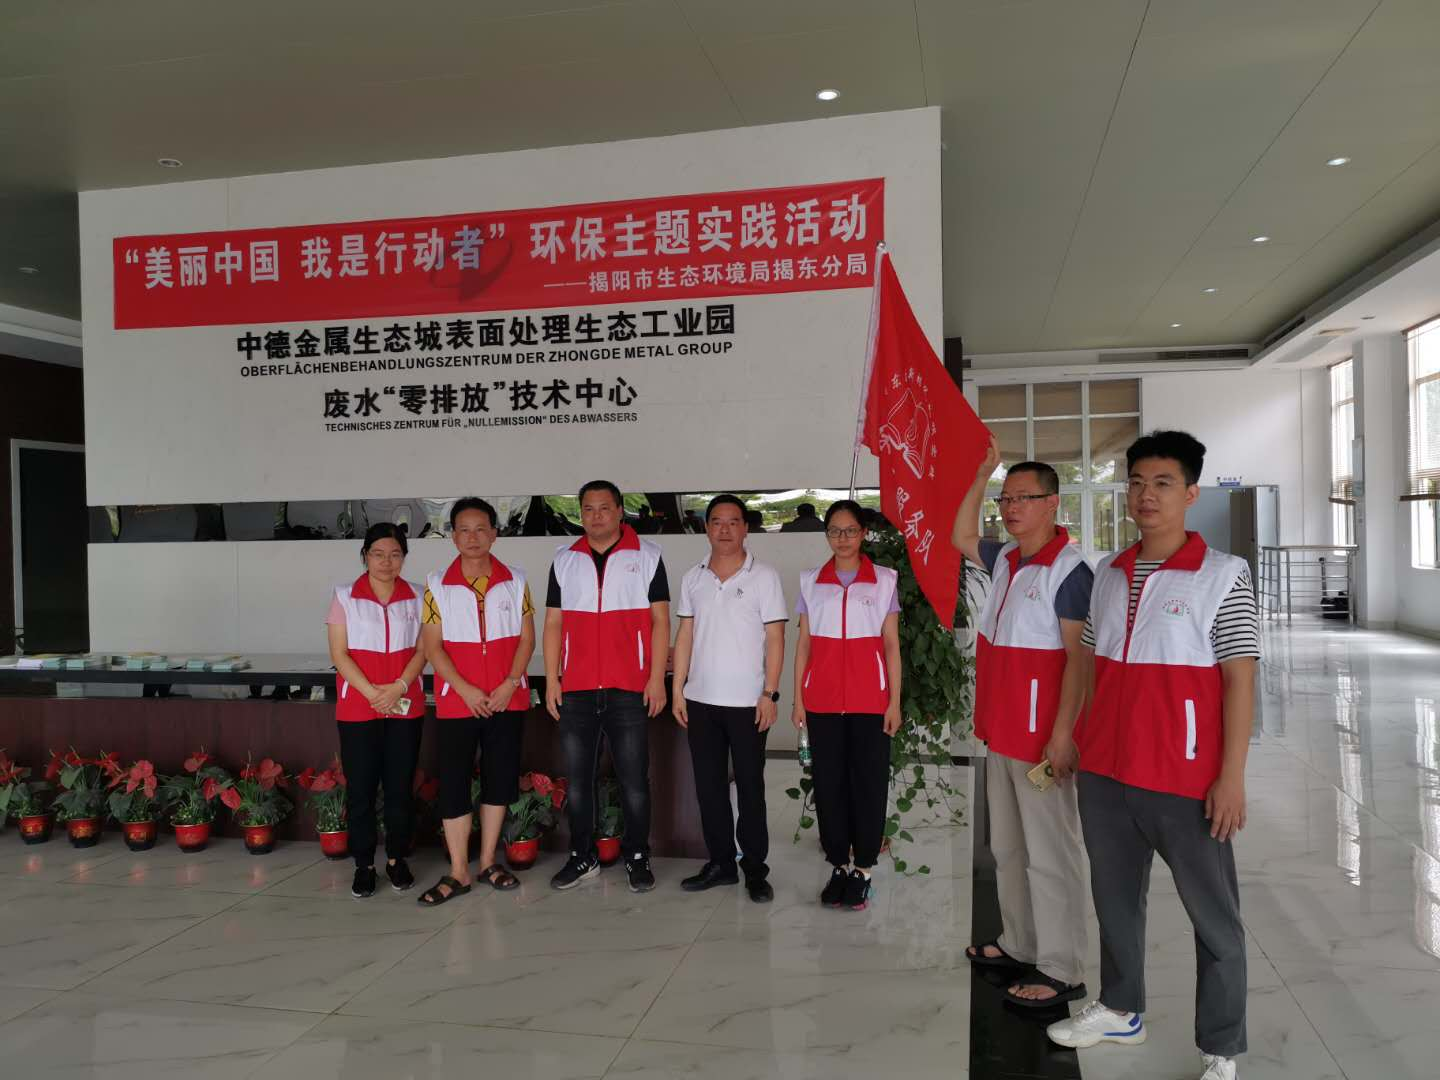 “美丽中国 我是行动者”环保主题实践活动
——揭阳市生态环境局揭东分局
中德金属生态城表面处理生态工业园
OBERFLÄCHENBEHANDLUNGSZENTRUM DER ZHONGDE METAL GROUP
废水“零排放”技术中心
TECHNISCHES ZENTRUM FÜR „NULLEMISSION“ DES ABWASSERS
服务队